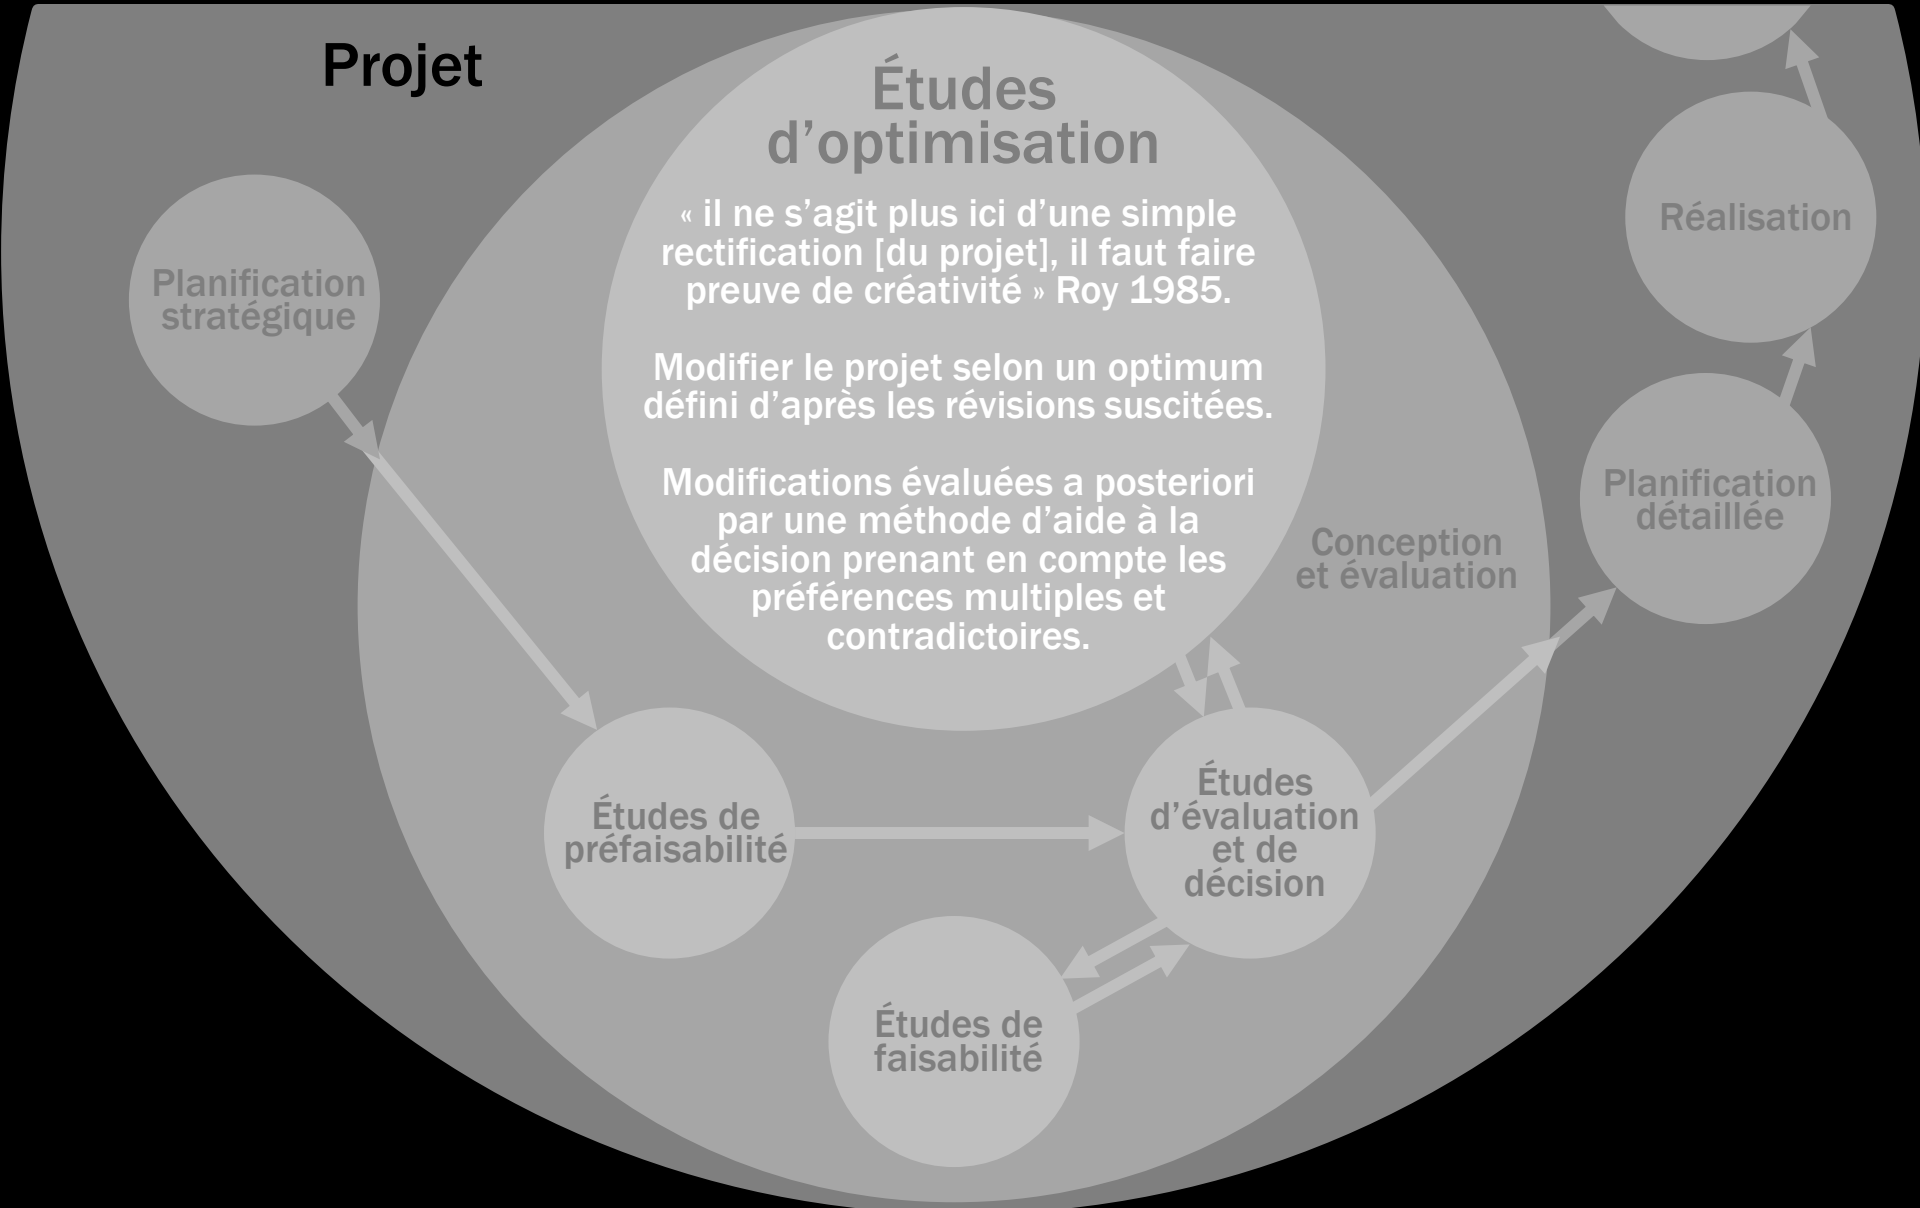 Projet
Études
d’optimisation
« il ne s’agit plus ici d’une simple
rectification [du projet], il faut faire
preuve de créativité » Roy 1985.
Modifier le projet selon un optimum
défini d’après les révisions suscitées.
Modifications évaluées a posteriori
par une méthode d’aide à la
décision prenant en compte les
préférences multiples et
contradictoires.
Planification
stratégique
Réalisation
Planification
détaillée
Conception
et évaluation
Études de
préfaisabilité
Études
d’évaluation
et de
décision
Études de
faisabilité